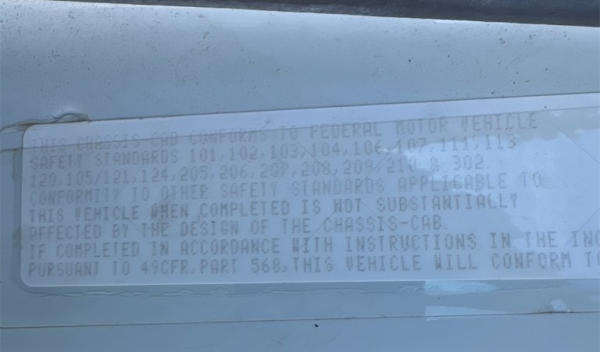 THIS CHASSIS-CAB CONFORMS TO FEDERAL MOTOR VEHICLE
SAFETY STANDARDS 101,102,103,104,106,107,111,113
120,105/121,124,205,206,207,208,209,210 & 302
CONFORMITY TO OTHER SAFETY STANDARDS APPLICABLE TO
THIS VEHICLE WHEN COMPLETED IS NOT SUBSTANTIALLY
AFFECTED BY THE DESIGN OF THE CHASSIS-CAB.
IF COMPLETED IN ACCORDANCE WITH INSTRUCTIONS IN THE INC
PURSUANT TO 49CFR,PART 568,THIS VEHICLE WILL CONFORM TO